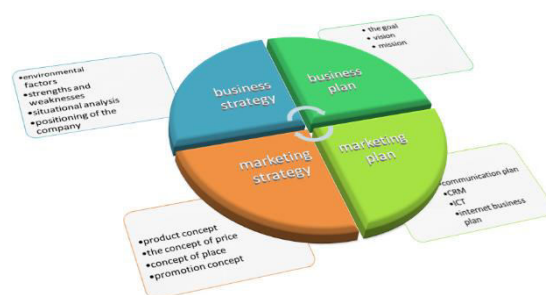 •environmental
factors
•strengths and
weaknesses
•situational analysis
•positioning of the
company
business
strategy
business
plan
• the goal
• vision
• mission
marketing
strategy
marketing
plan
•product concept
•the concept of price
•concept of place
•promotion concept
•communication plan
•CRM
•ICT
•internet business
plan